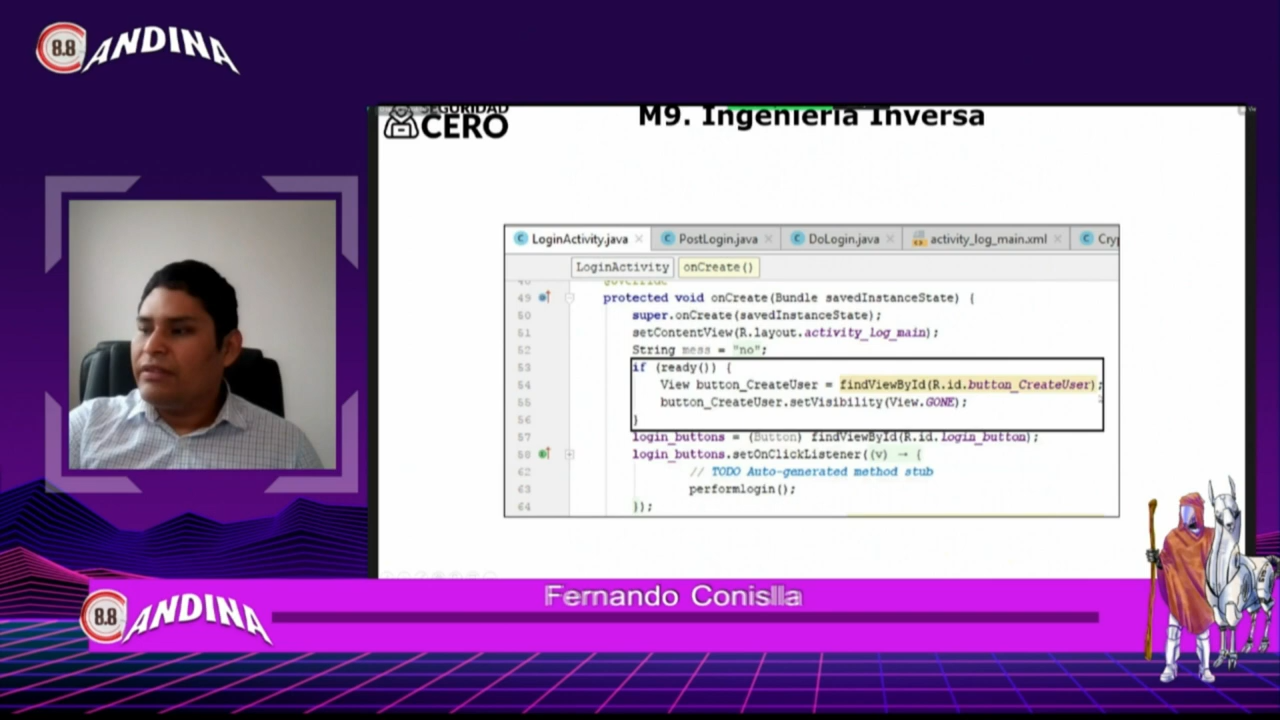 8.8 ANDINA
SEGURIDAD
CERO
M9. Ingeniería Inversa
LoginActivity.java
PostLogin.java
DoLogin.java
activity_log_main.xml
LoginActivity
onCreate()
49 protected void onCreate(Bundle savedInstanceState) {
50 super.onCreate(savedInstanceState);
51 setContentView(R.layout.activity_log_main);
52 String mess = "no";
53 if (ready()) {
54 View button_CreateUser = findViewById(R.id.button_CreateUser);
55 button_CreateUser.setVisibility(View.GONE);
56 }
57 login_buttons = (Button) findViewById(R.id.login_button);
58 login_buttons.setOnClickListener((v) → {
62 // TODO Auto-generated method stub
63 performlogin();
64 });
Fernando Conislla
8.8 ANDINA